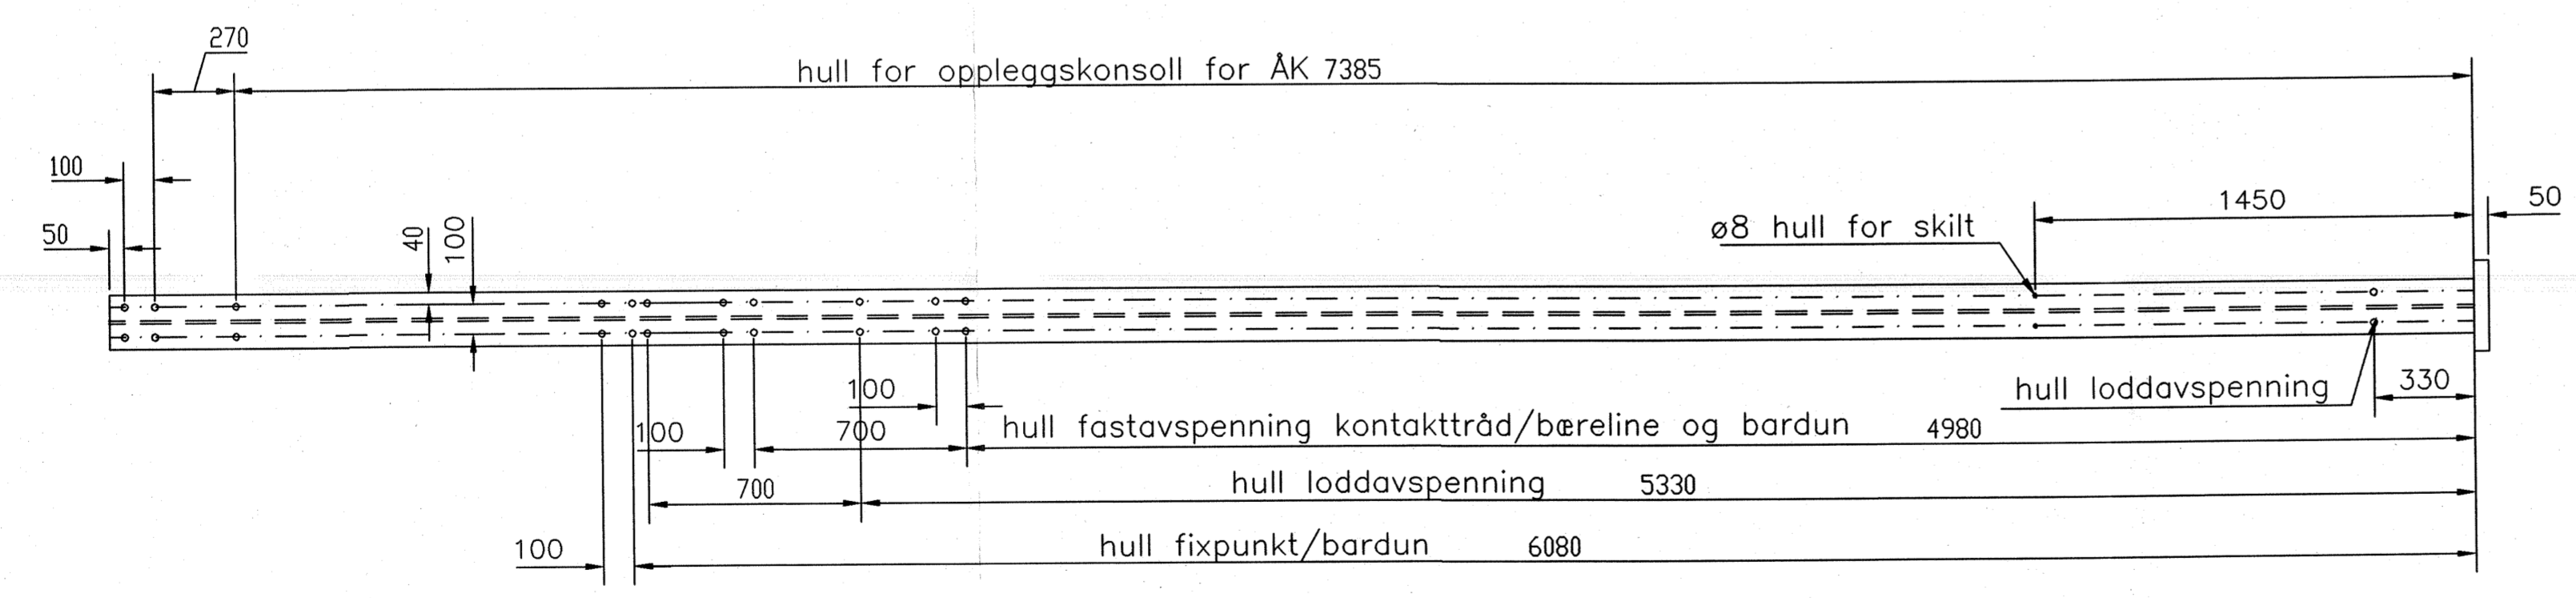 270
hull for oppleggskonsoll for ÅK 7385
100
1450
50
50
40
100
ø8 hull for skilt
100
hull loddavspenning
330
100
700
hull fastavspenning kontakttråd/bæreline og bardun 4980
700
hull loddavspenning 5330
100
hull fixpunkt/bardun 6080